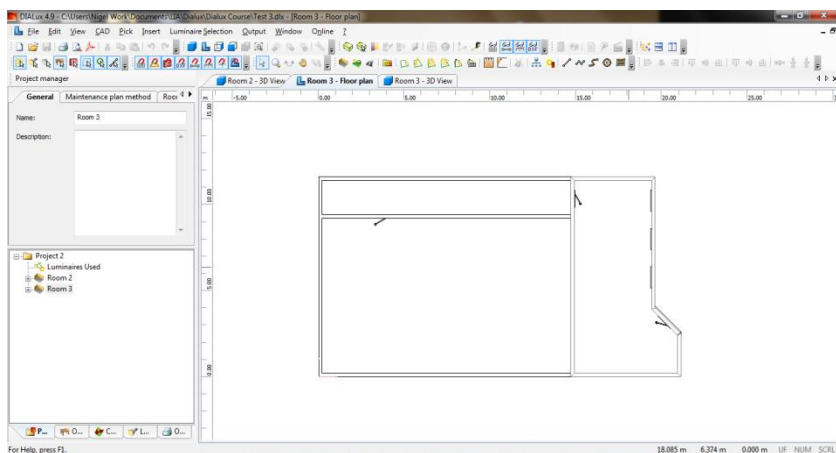 DIALux 4.9 - C:\Users\Nigel Work\Documents\LIA\Dialux\Dialux Course\Test 3.dlx - [Room 3 - Floor plan]
File Edit View CAD Pick Insert Luminaire Selection Output Window Online ?
Project manager
Room 2 - 3D View Room 3 - Floor plan Room 3 - 3D View
General Maintenance plan method
m -5.00 0.00 5.00 10.00 15.00 20.00 25.00
15.00
Name: Room 3
Description:
10.00
Project 2
Luminaires Used
Room 2
5.00
Room 3
0.00
P... O... C... L... O...
For Help, press F1. 18.085 m 6.374 m 0.000 m UF NUM SCRL